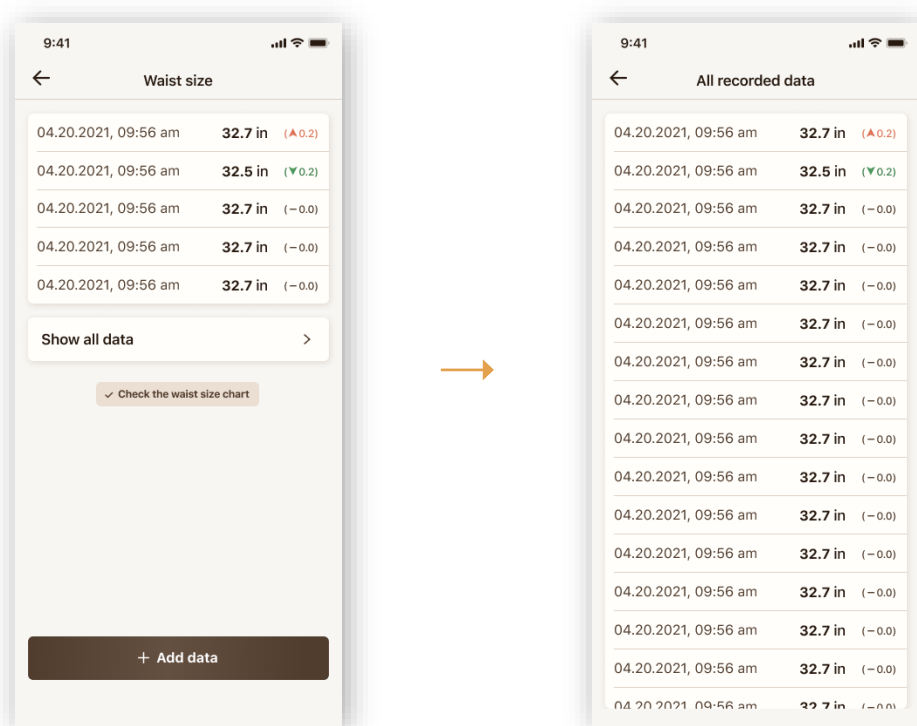 9:41
Waist size
04.20.2021, 09:56 am 32.7 in (▲0.2)
04.20.2021, 09:56 am 32.5 in (▼0.2)
04.20.2021, 09:56 am 32.7 in (–0.0)
04.20.2021, 09:56 am 32.7 in (–0.0)
04.20.2021, 09:56 am 32.7 in (–0.0)
Show all data
✓ Check the waist size chart
+ Add data
9:41
All recorded data
04.20.2021, 09:56 am 32.7 in (▲0.2)
04.20.2021, 09:56 am 32.5 in (▼0.2)
04.20.2021, 09:56 am 32.7 in (–0.0)
04.20.2021, 09:56 am 32.7 in (–0.0)
04.20.2021, 09:56 am 32.7 in (–0.0)
04.20.2021, 09:56 am 32.7 in (–0.0)
04.20.2021, 09:56 am 32.7 in (–0.0)
04.20.2021, 09:56 am 32.7 in (–0.0)
04.20.2021, 09:56 am 32.7 in (–0.0)
04.20.2021, 09:56 am 32.7 in (–0.0)
04.20.2021, 09:56 am 32.7 in (–0.0)
04.20.2021, 09:56 am 32.7 in (–0.0)
04.20.2021, 09:56 am 32.7 in (–0.0)
04.20.2021, 09:56 am 32.7 in (–0.0)
04.20.2021, 09:56 am 32.7 in (–0.0)
04.20.2021, 09:56 am 32.7 in (–0.0)